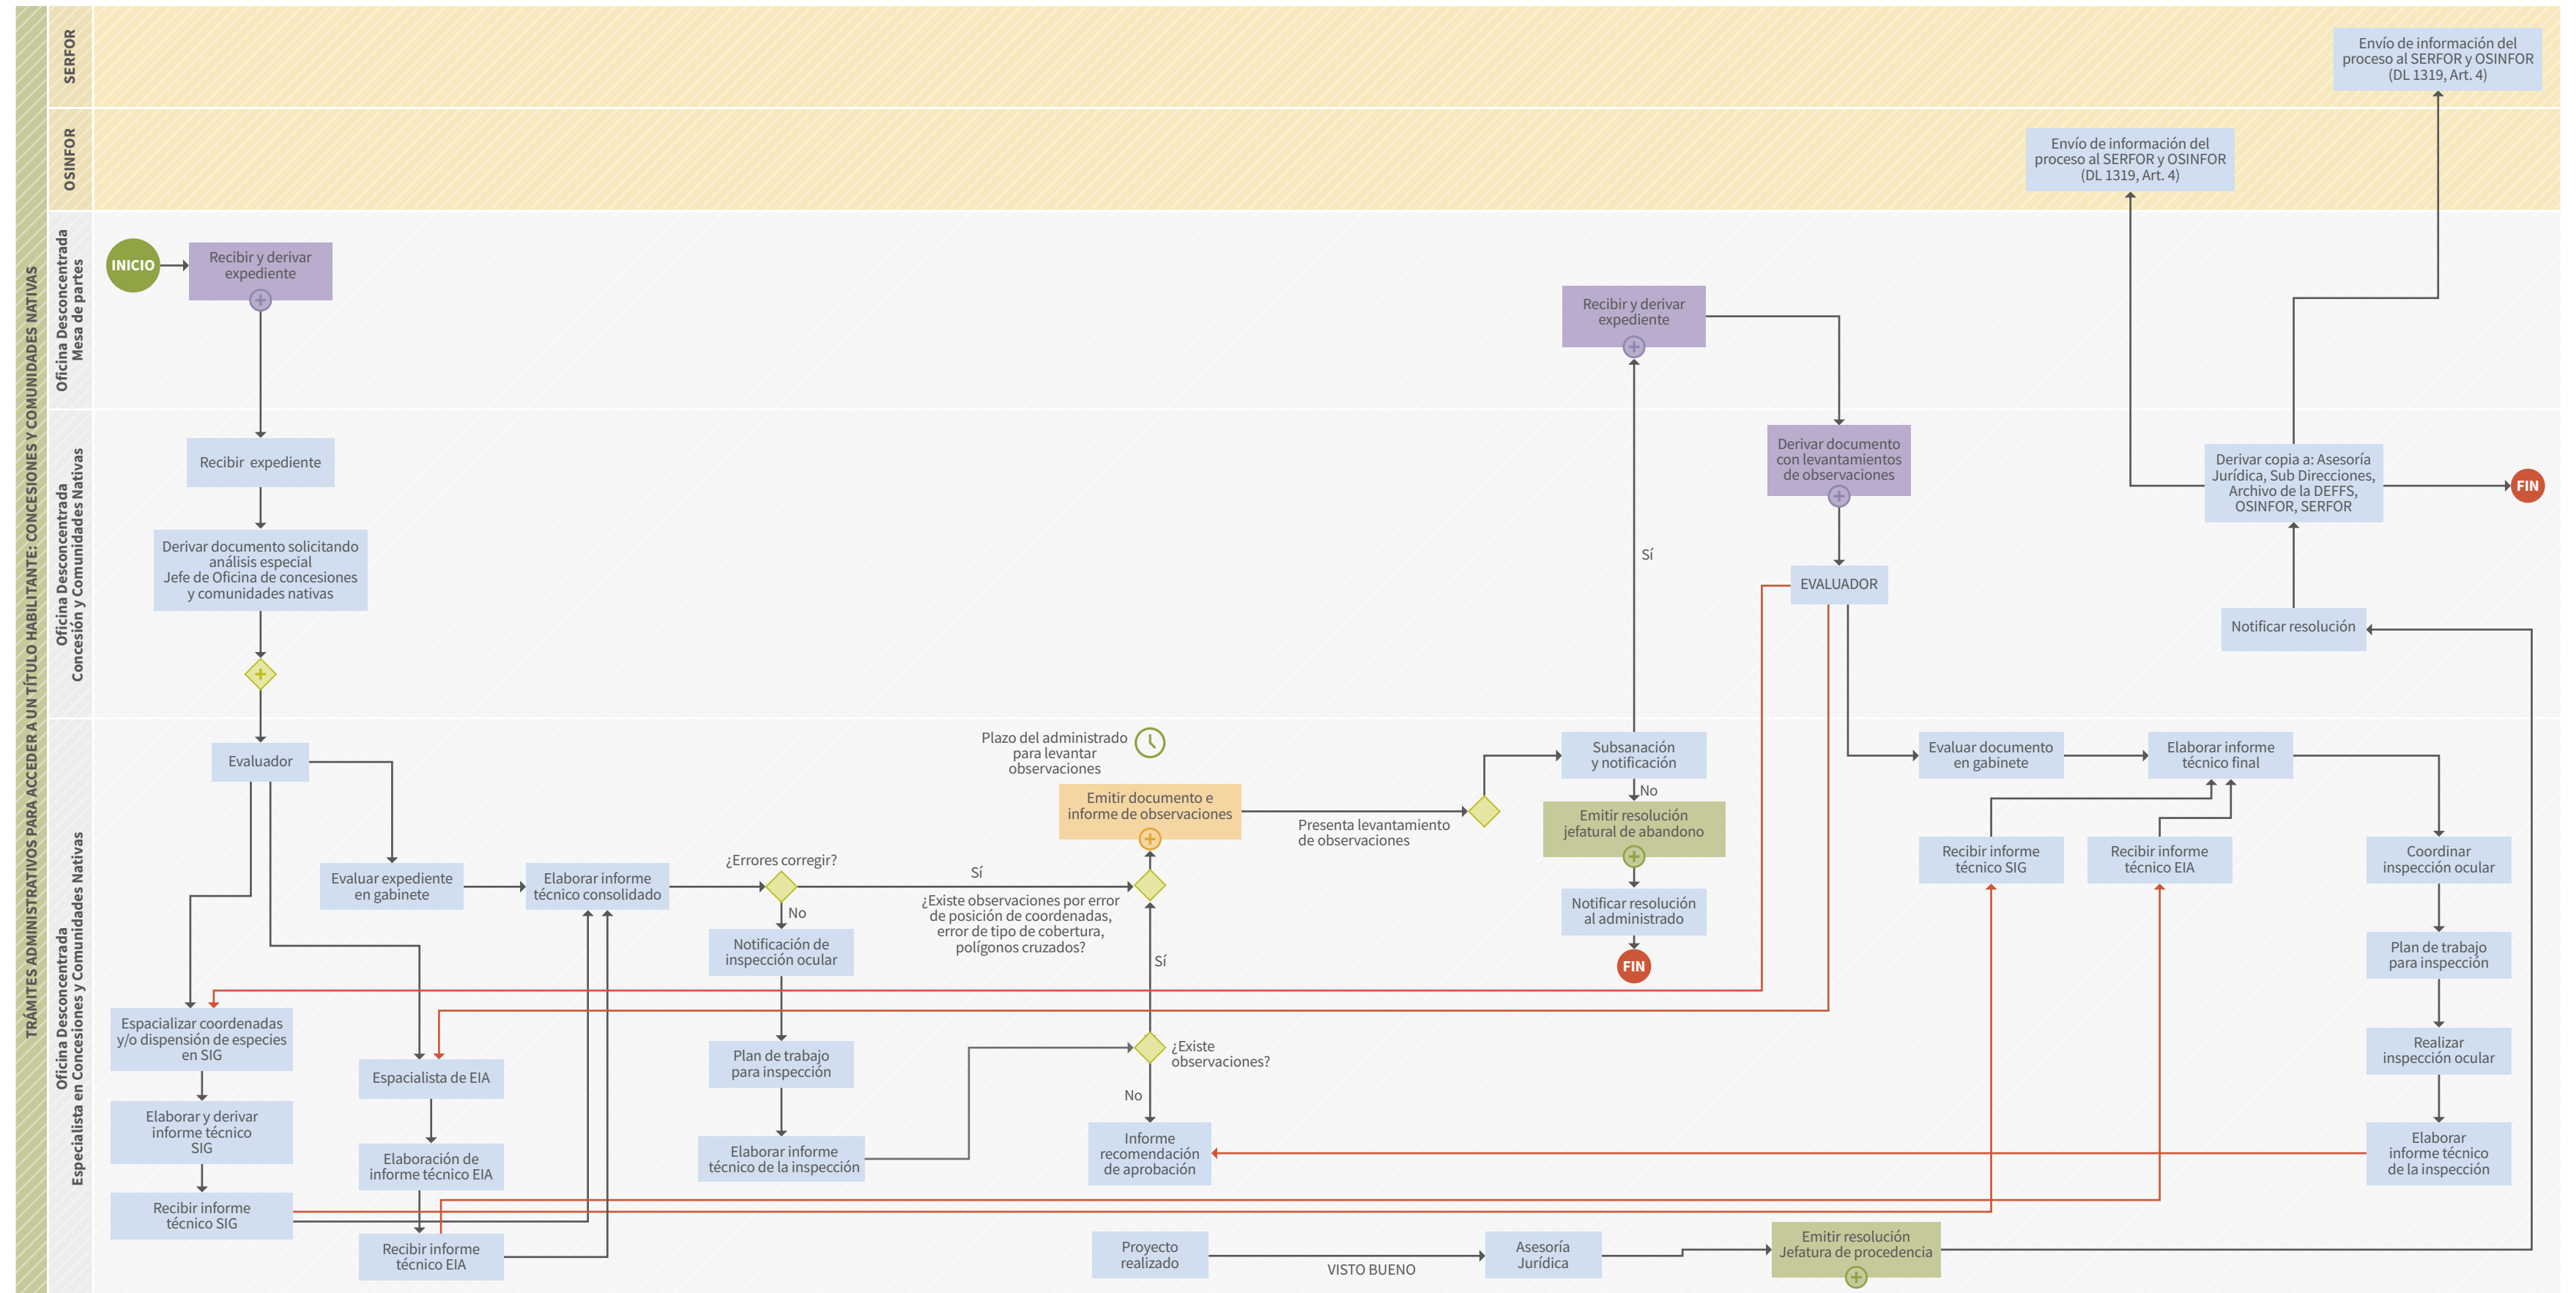 TRÁMITES ADMINISTRATIVOS PARA ACCEDER A UN TÍTULO HABILITANTE: CONCESIONES Y COMUNIDADES NATIVAS
SERFOR
Envío de información del
proceso al SERFOR y OSINFOR
(DL 1319, Art. 4)
OSINFOR
Envío de información del
proceso al SERFOR y OSINFOR
(DL 1319, Art. 4)
Oficina Desconcentrada
Mesa de partes
INICIO
Recibir y derivar
expediente
Recibir y derivar
expediente
Oficina Desconcentrada
Concesión y Comunidades Nativas
Recibir expediente
Derivar documento solicitando
análisis especial
Jefe de Oficina de concesiones
y comunidades nativas
Sí
Derivar documento
con levantamientos
de observaciones
EVALUADOR
Derivar copia a: Asesoría
Jurídica, Sub Direcciones,
Archivo de la DEFFS,
OSINFOR, SERFOR
FIN
Notificar resolución
Oficina Desconcentrada
Especialista en Concesiones y Comunidades Nativas
Evaluador
Evaluar expediente
en gabinete
Elaborar informe
técnico consolidado
¿Errores corregir?
Sí
No
¿Existe observaciones por error
de posición de coordenadas,
error de tipo de cobertura,
polígonos cruzados?
Plazo del administrado
para levantar
observaciones
Emitir documento e
informe de observaciones
Presenta levantamiento
de observaciones
Subsanación
y notificación
No
Emitir resolución
jefatural de abandono
Notificar resolución
al administrado
FIN
Evaluar documento
en gabinete
Elaborar informe
técnico final
Recibir informe
técnico SIG
Recibir informe
técnico EIA
Coordinar
inspección ocular
Plan de trabajo
para inspección
Realizar
inspección ocular
Elaborar
informe técnico
de la inspección
Notificación de
inspección ocular
Plan de trabajo
para inspección
Elaborar informe
técnico de la inspección
Sí
¿Existe
observaciones?
No
Informe
recomendación
de aprobación
Espacializar coordenadas
y/o dispensión de especies
en SIG
Elaborar y derivar
informe técnico
SIG
Recibir informe
técnico SIG
Espacialista de EIA
Elaboración de
informe técnico EIA
Recibir informe
técnico EIA
Proyecto
realizado
VISTO BUENO
Asesoría
Jurídica
Emitir resolución
Jefatura de procedencia